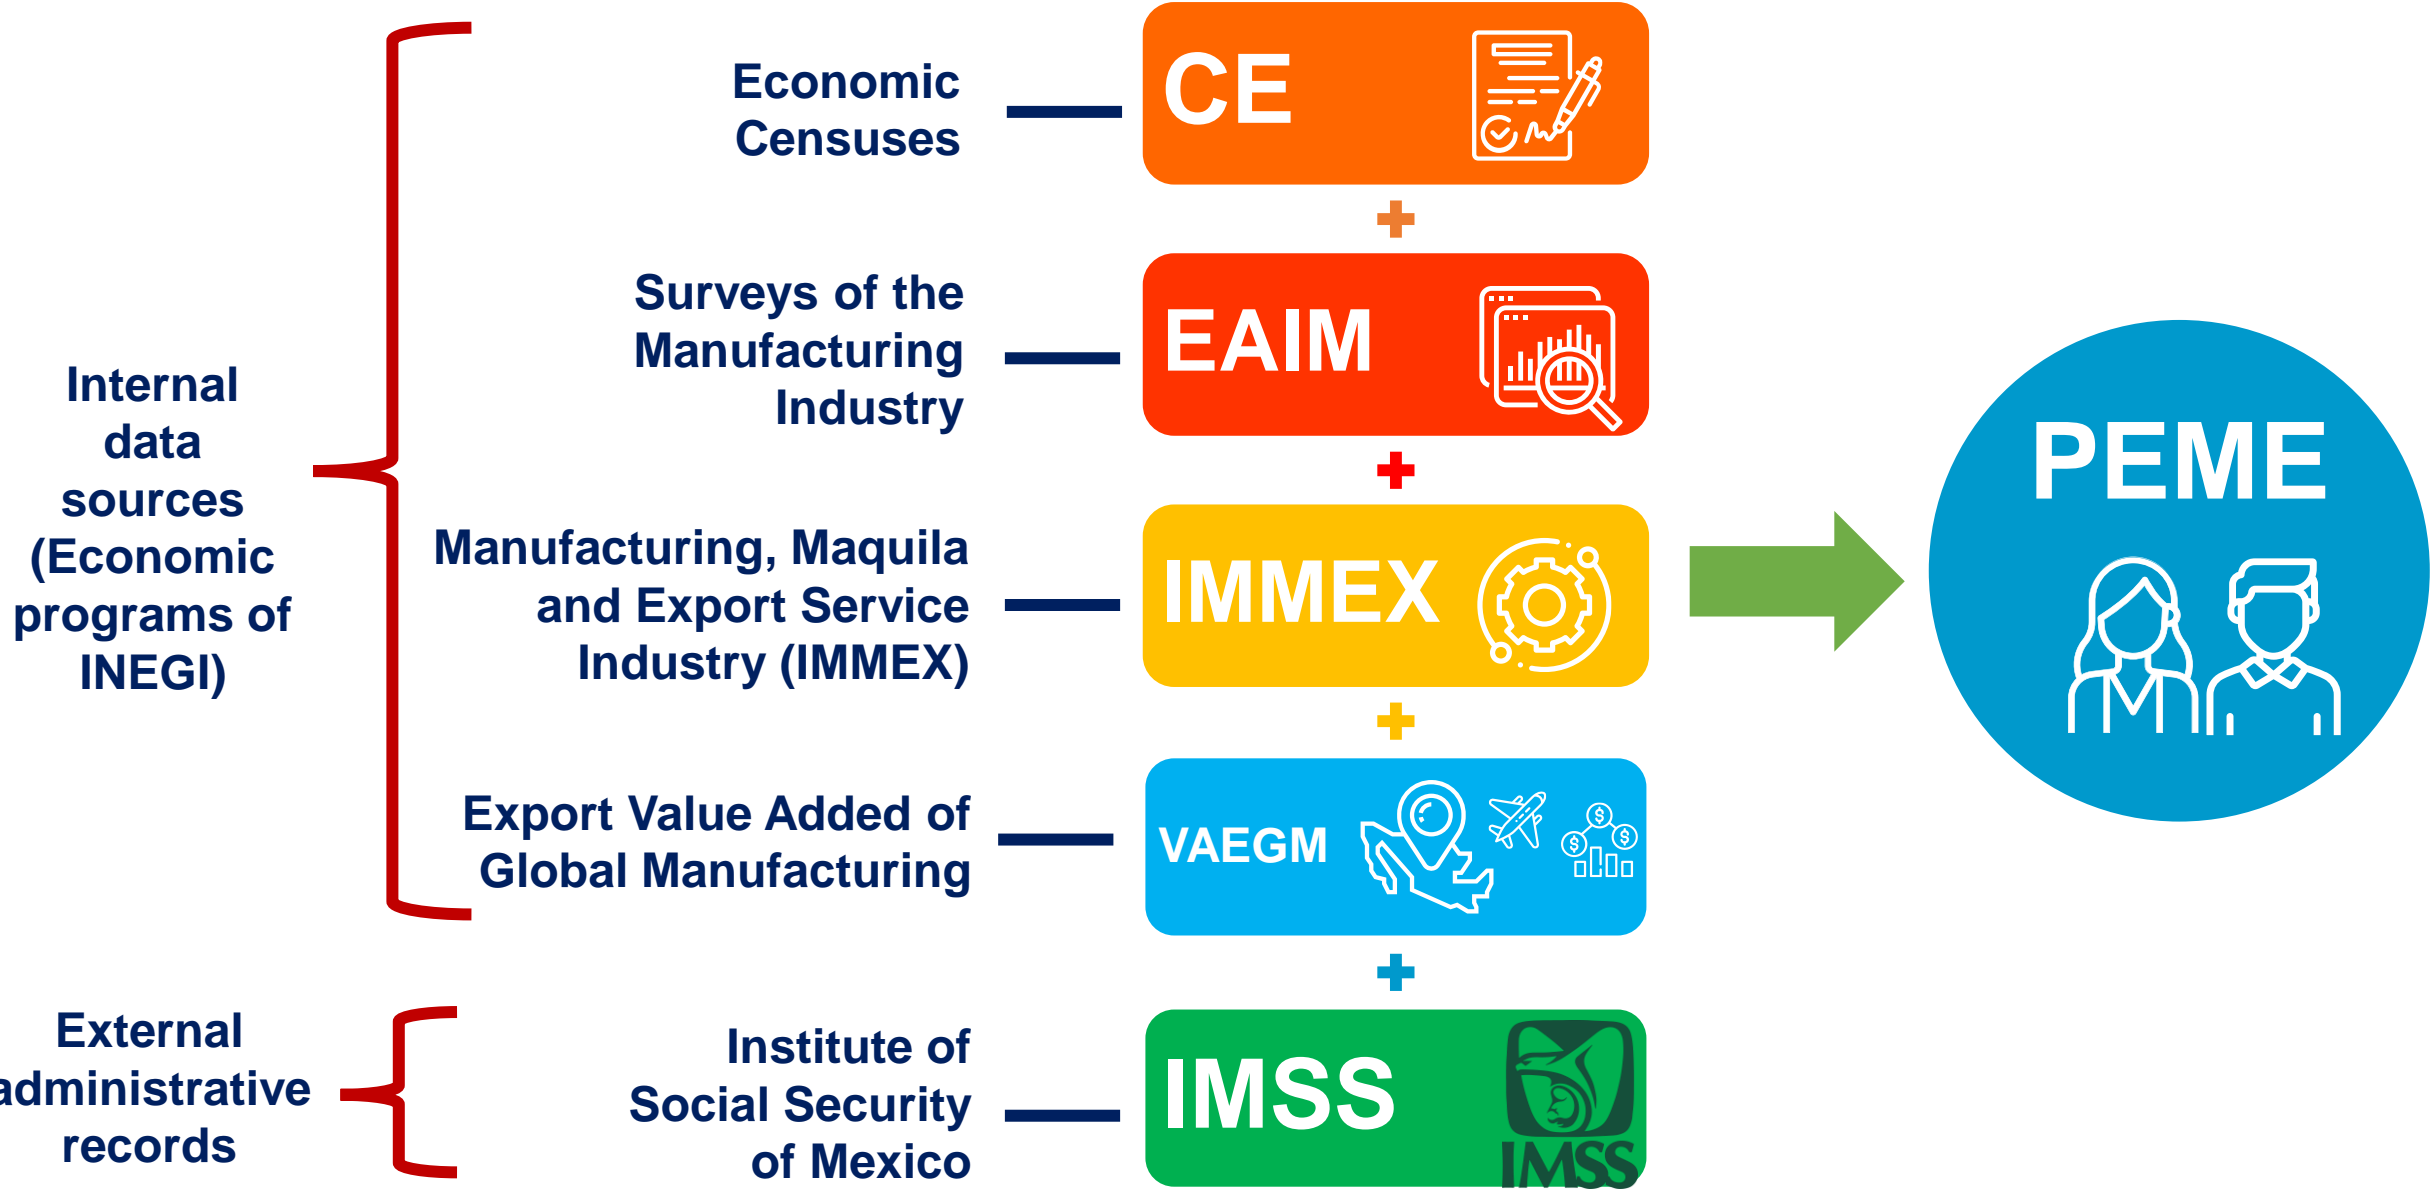 Internal
data
sources
(Economic
programs of
INEGI)
Economic
Censuses
CE
Surveys of the
Manufacturing
Industry
EAIM
Manufacturing, Maquila
and Export Service
Industry (IMMEX)
IMMEX
Export Value Added of
Global Manufacturing
VAEGM
$
$
$
External
administrative
records
Institute of
Social Security
of Mexico
IMSS
IMSS
PEME